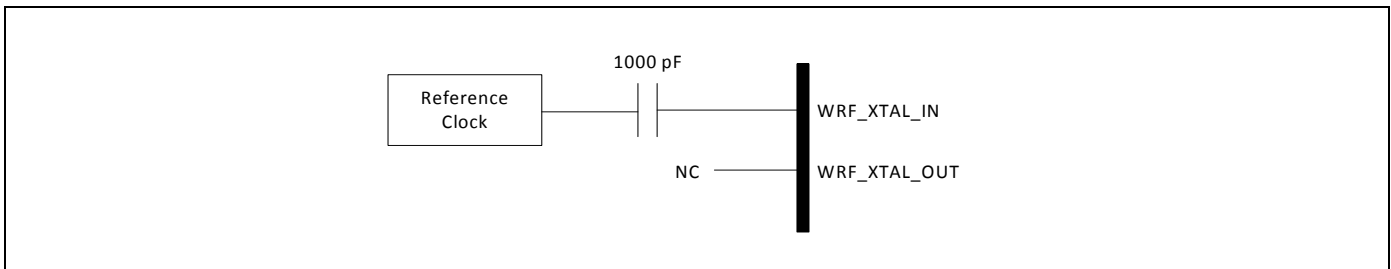 1000 pF
Reference
Clock
WRF_XTAL_IN
NC
WRF_XTAL_OUT